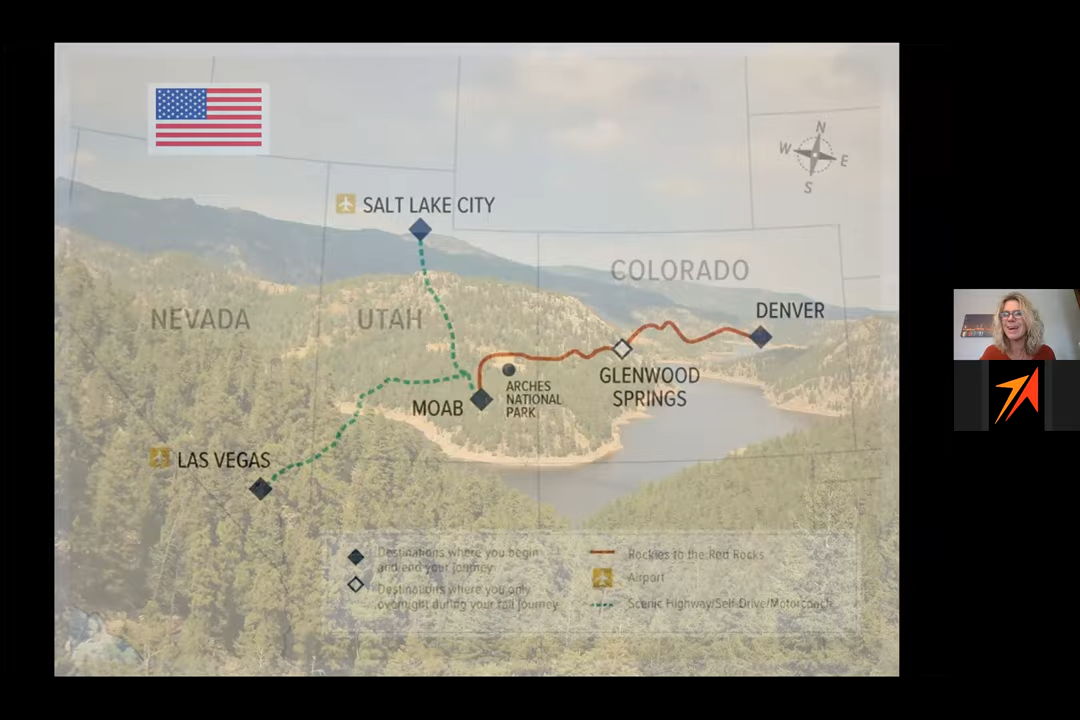 N
W
E
S
SALT LAKE CITY
COLORADO
DENVER
NEVADA
UTAH
GLENWOOD
SPRINGS
ARCHES
NATIONAL
PARK
MOAB
LAS VEGAS
Destinations where you begin
and end your journey
Destinations where you only
overnight during your rail journey
Rockies to the Red Rocks
Airport
Scenic Highway/Self-Drive/Motorcoach